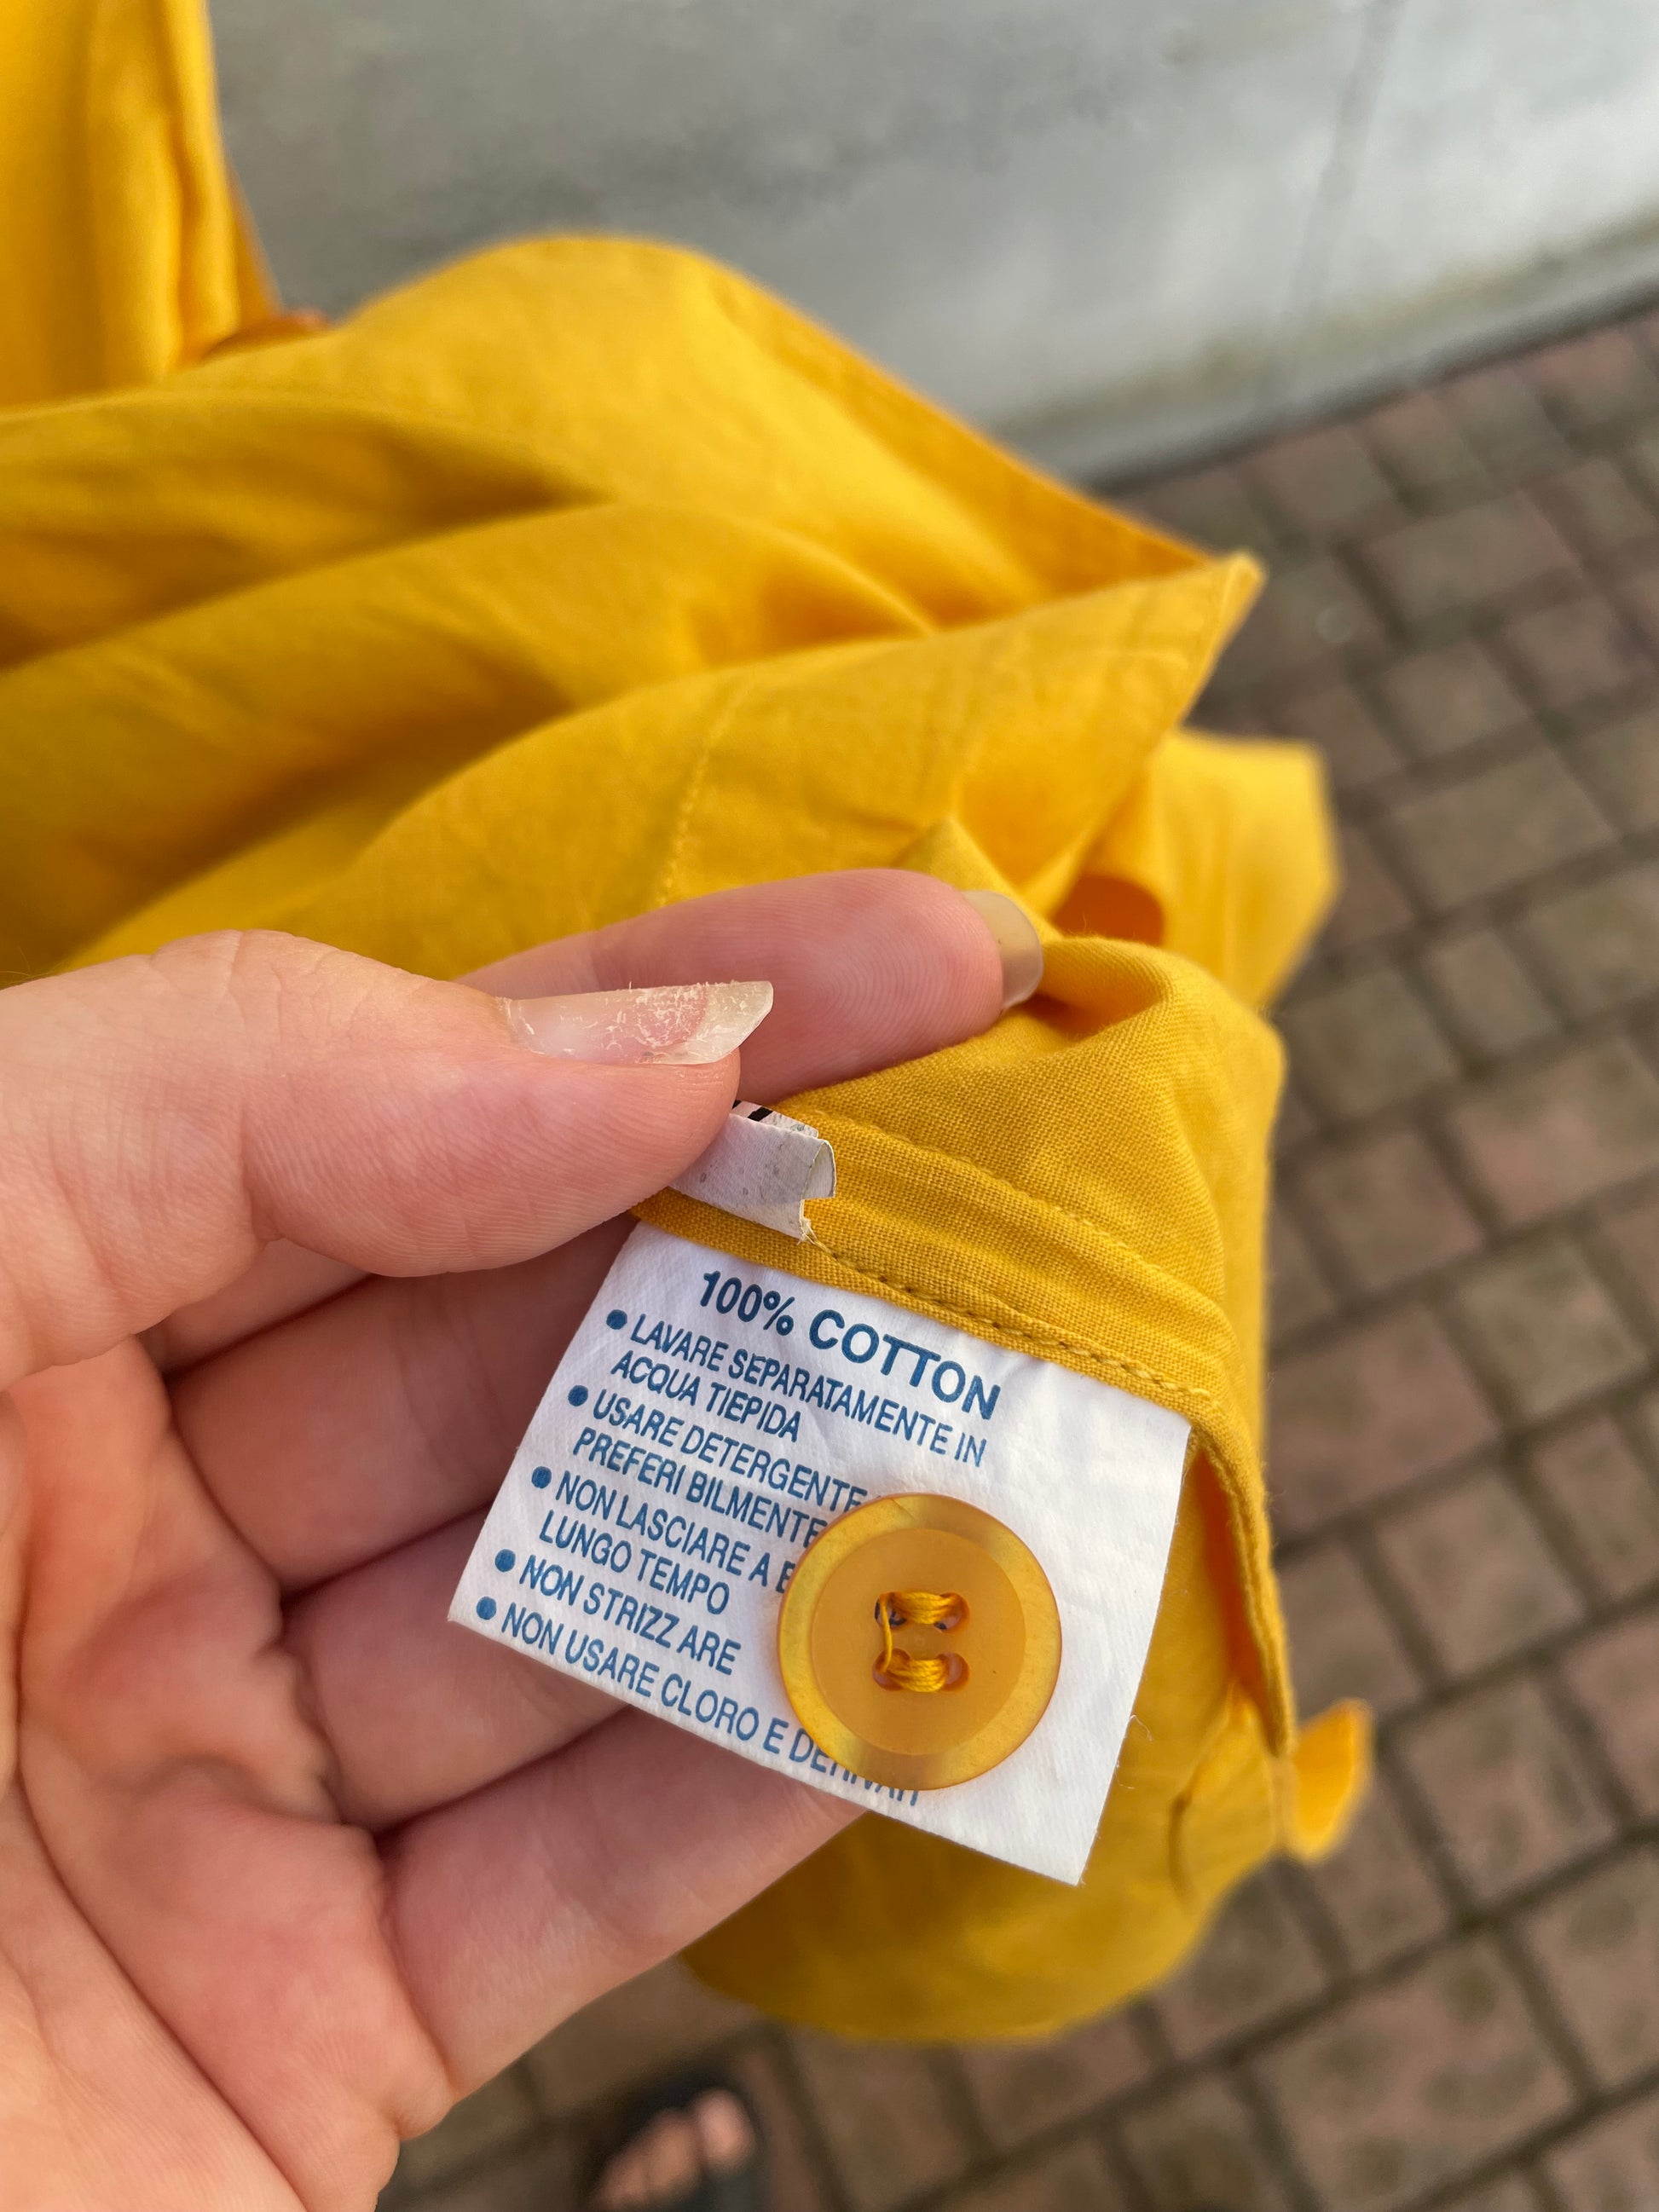 100% COTTON
● LAVARE SEPARATAMENTE IN
ACQUA TIEPIDA
● USARE DETERGENTE
PREFERI BILMENTE
● NON LASCIARE A
LUNGO TEMPO
● NON STRIZZ ARE
● NON USARE CLORO E